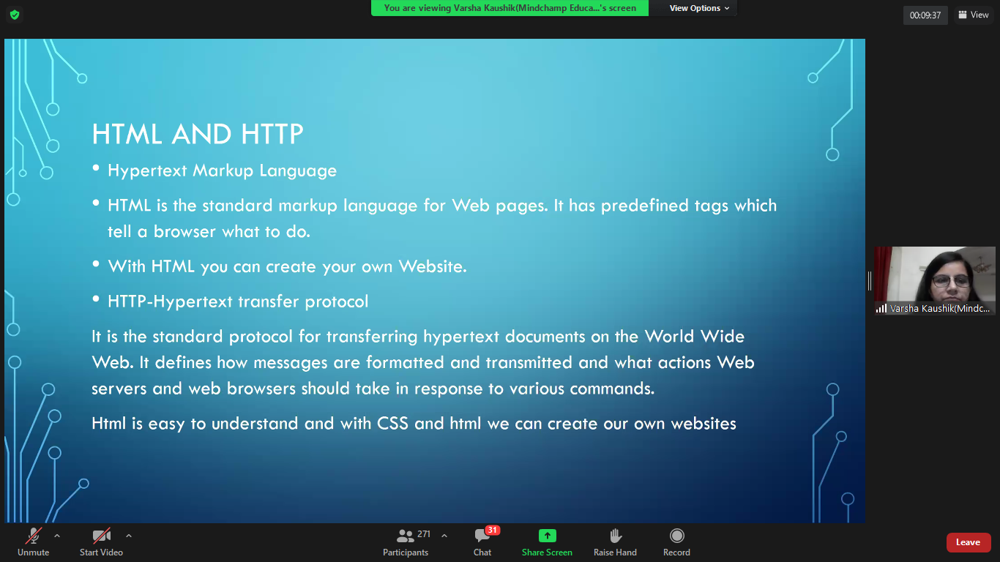 You are viewing Varsha Kaushik(Mindchamp Educa...'s screen
View Options
00:09:37
View
HTML AND HTTP
• Hypertext Markup Language
• HTML is the standard markup language for Web pages. It has predefined tags which
tell a browser what to do.
• With HTML you can create your own Website.
• HTTP-Hypertext transfer protocol
It is the standard protocol for transferring hypertext documents on the World Wide
Web. It defines how messages are formatted and transmitted and what actions Web
servers and web browsers should take in response to various commands.
Html is easy to understand and with CSS and html we can create our own websites
Varsha Kaushik(Mindc...
Unmute
Start Video
271
Participants
31
Chat
Share Screen
Raise Hand
Record
Leave